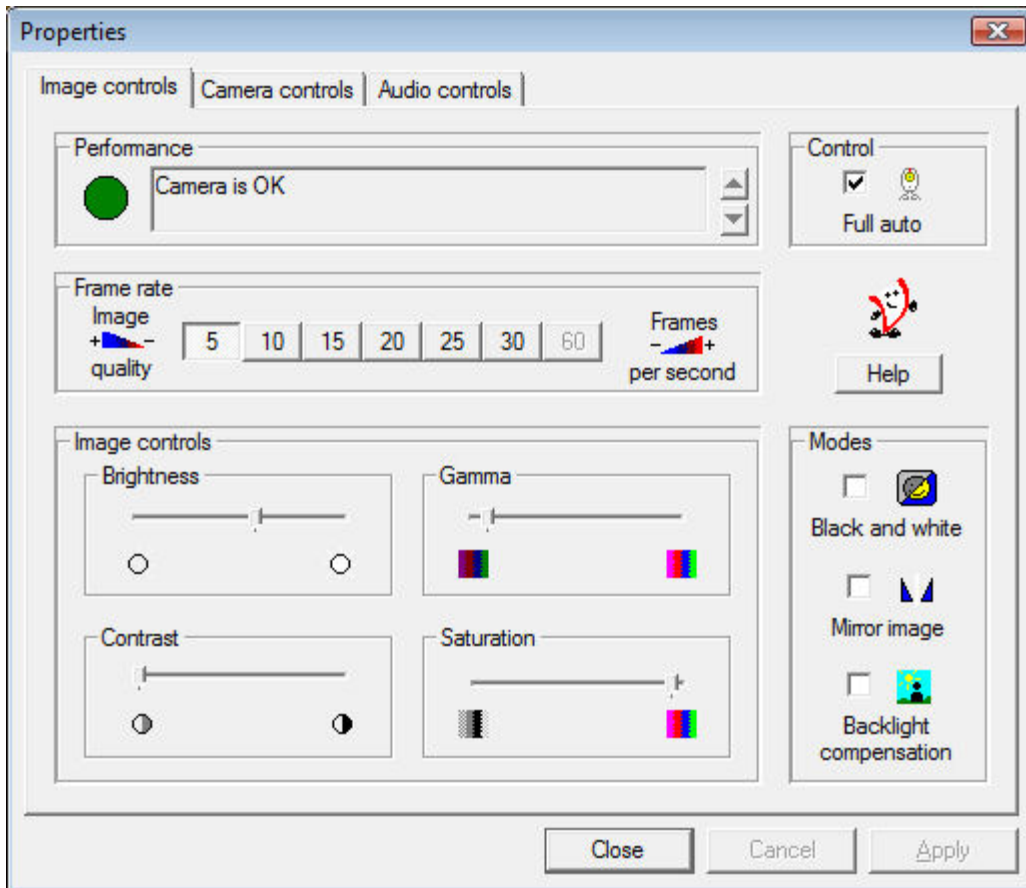 Properties
Image controls
Camera controls
Audio controls
Performance
Camera is OK
Control
Full auto
Frame rate
Image
+ -
quality
5 10 15 20 25 30 60
Frames
- +
per second
Help
Image controls
Brightness
Gamma
Contrast
Saturation
Modes
Black and white
Mirror image
Backlight
compensation
Close
Cancel
Apply